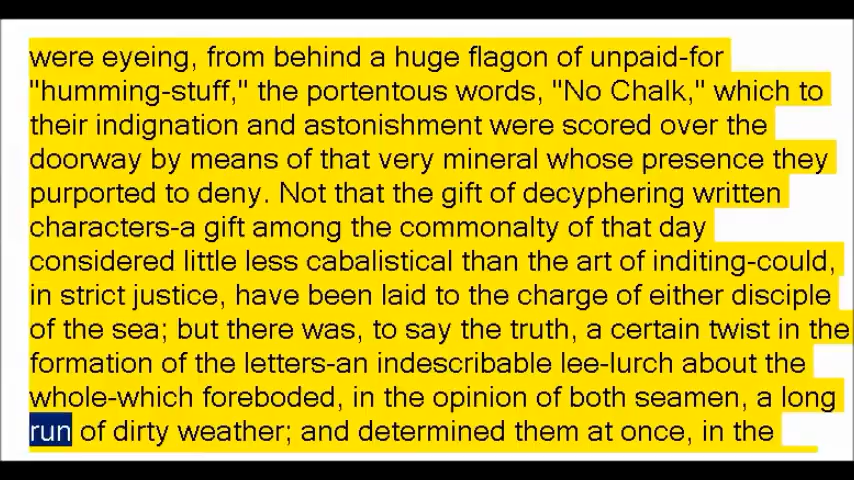 were eyeing, from behind a huge flagon of unpaid-for
"humming-stuff," the portentous words, "No Chalk," which to
their indignation and astonishment were scored over the
doorway by means of that very mineral whose presence they
purported to deny. Not that the gift of decyphering written
characters-a gift among the commonalty of that day
considered little less cabalistical than the art of inditing-could,
in strict justice, have been laid to the charge of either disciple
of the sea; but there was, to say the truth, a certain twist in the
formation of the letters-an indescribable lee-lurch about the
whole-which foreboded, in the opinion of both seamen, a long
run of dirty weather; and determined them at once, in the